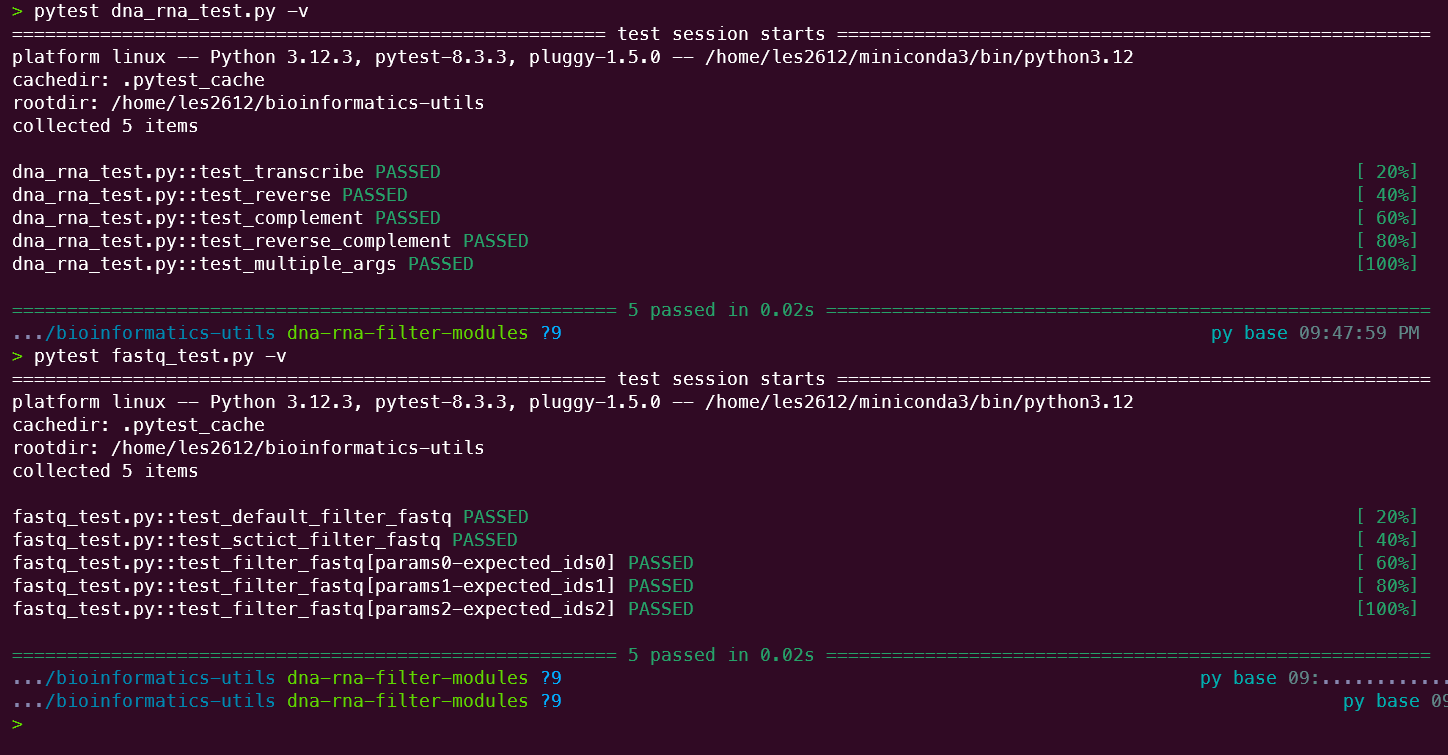 > pytest dna_rna_test.py -v
====================================================== test session starts ======================================================
platform linux -- Python 3.12.3, pytest-8.3.3, pluggy-1.5.0 -- /home/les2612/miniconda3/bin/python3.12
cachedir: .pytest_cache
rootdir: /home/les2612/bioinformatics-utils
collected 5 items
dna_rna_test.py::test_transcribe PASSED [ 20%]
dna_rna_test.py::test_reverse PASSED [ 40%]
dna_rna_test.py::test_complement PASSED [ 60%]
dna_rna_test.py::test_reverse_complement PASSED [ 80%]
dna_rna_test.py::test_multiple_args PASSED [100%]
======================================================= 5 passed in 0.02s =======================================================
.../bioinformatics-utils dna-rna-filter-modules ?9 py base 09:47:59 PM
> pytest fastq_test.py -v
====================================================== test session starts ======================================================
platform linux -- Python 3.12.3, pytest-8.3.3, pluggy-1.5.0 -- /home/les2612/miniconda3/bin/python3.12
cachedir: .pytest_cache
rootdir: /home/les2612/bioinformatics-utils
collected 5 items
fastq_test.py::test_default_filter_fastq PASSED [ 20%]
fastq_test.py::test_sctict_filter_fastq PASSED [ 40%]
fastq_test.py::test_filter_fastq[params0-expected_ids0] PASSED [ 60%]
fastq_test.py::test_filter_fastq[params1-expected_ids1] PASSED [ 80%]
fastq_test.py::test_filter_fastq[params2-expected_ids2] PASSED [100%]
======================================================= 5 passed in 0.02s =======================================================
.../bioinformatics-utils dna-rna-filter-modules ?9 py base 09:............
.../bioinformatics-utils dna-rna-filter-modules ?9 py base 09
>